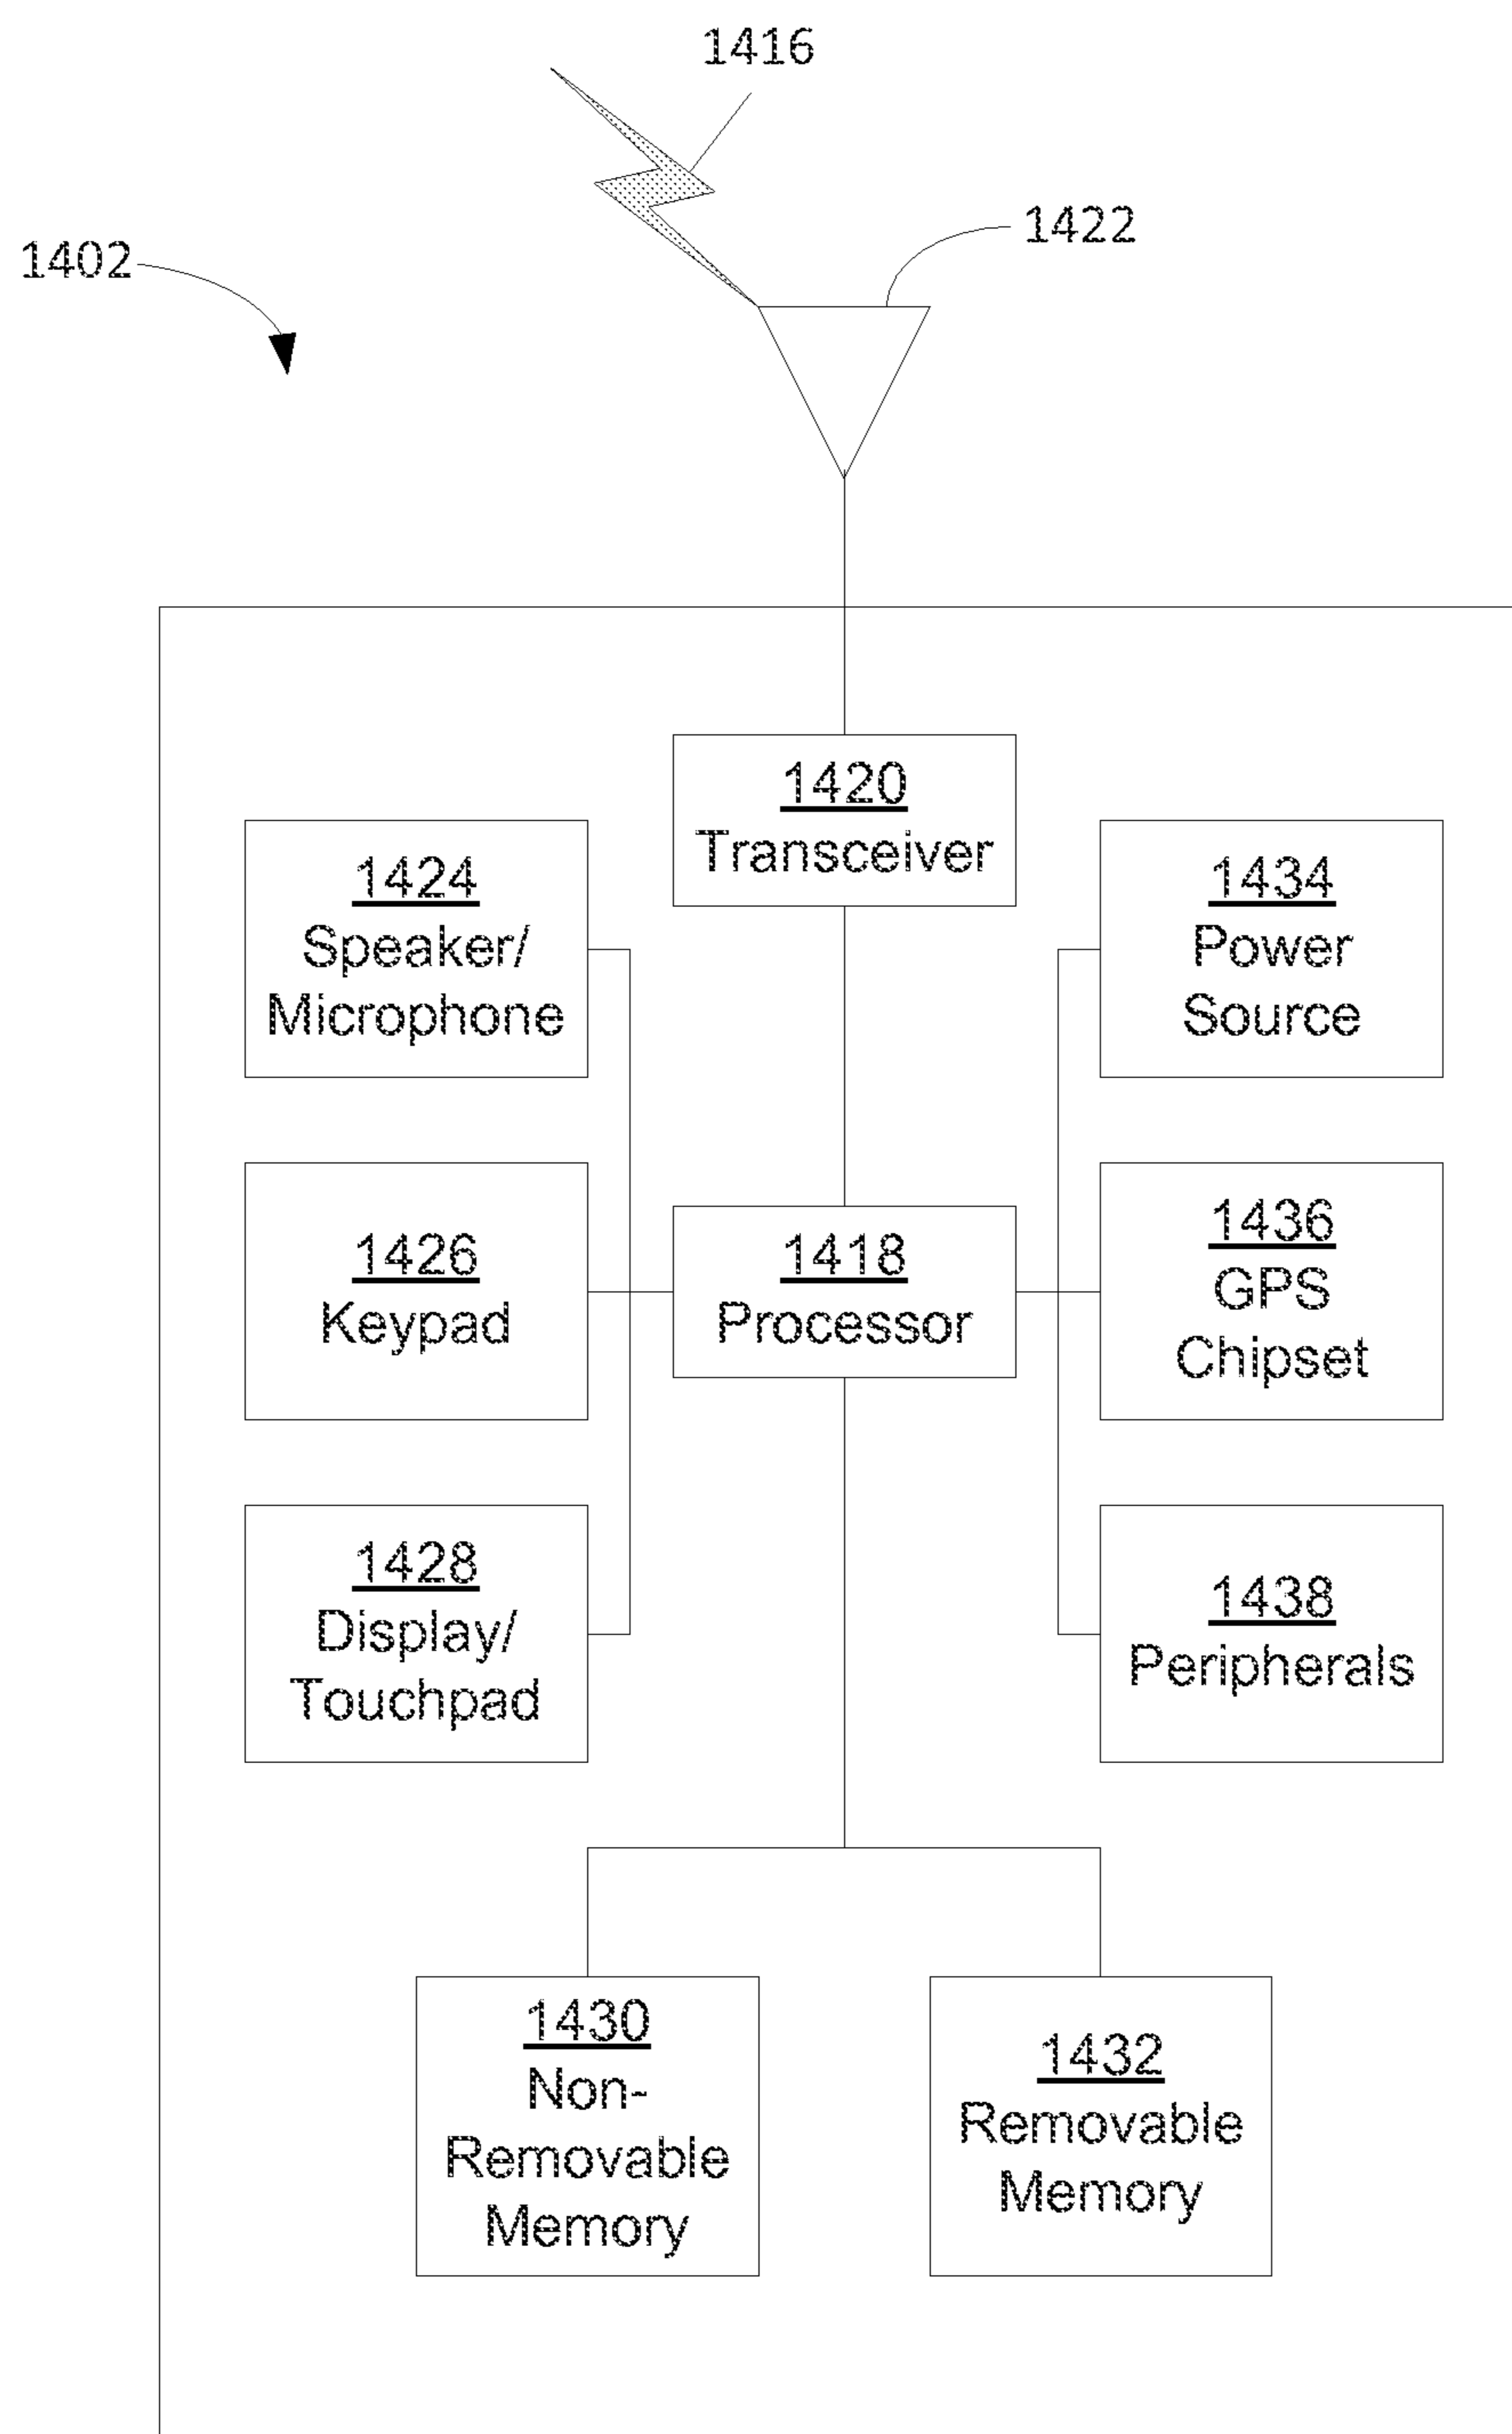 1416
1422
1402
1420
Transceiver
1424
Speaker/
Microphone
1434
Power
Source
1426
Keypad
1418
Processor
1436
GPS
Chipset
1428
Display/
Touchpad
1438
Peripherals
1430
Non-
Removable
Memory
1432
Removable
Memory